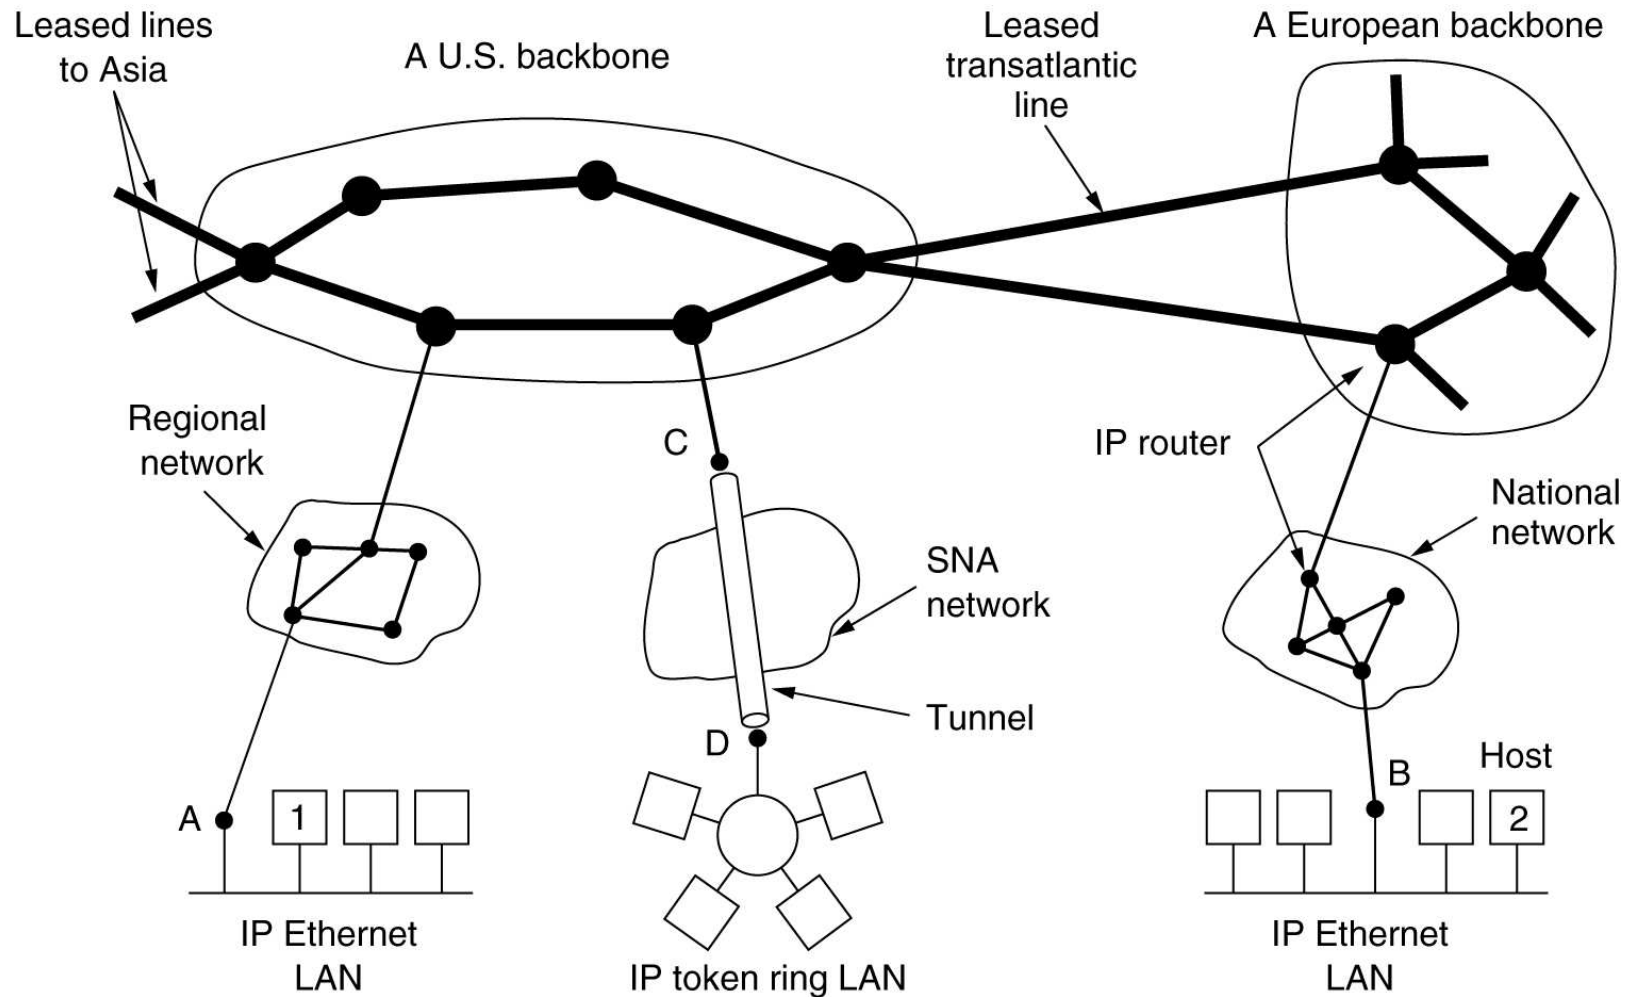 Leased lines
to Asia
A U.S. backbone
Leased
transatlantic
line
A European backbone
Regional
network
C
IP router
National
network
SNA
network
Tunnel
D
B
Host
A
1
2
IP Ethernet
LAN
IP token ring LAN
IP Ethernet
LAN